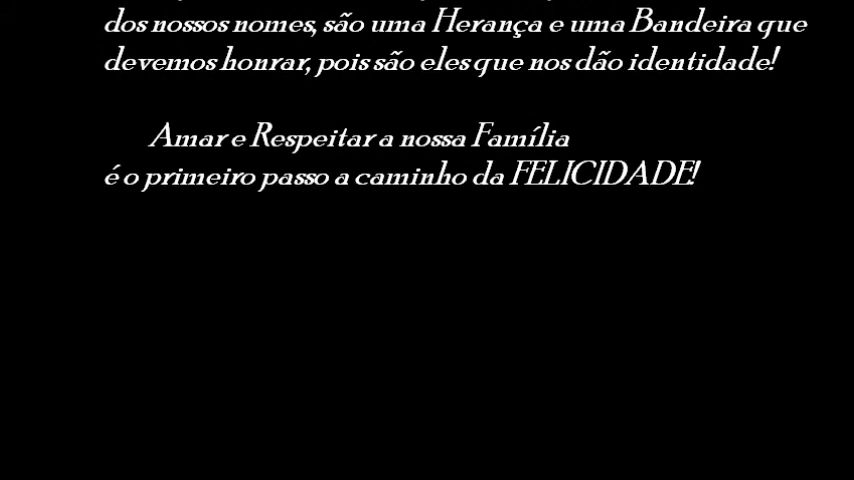 dos nossos nomes, são uma Herança e uma Bandeira que
devemos honrar, pois são eles que nos dão identidade!
Amar e Respeitar a nossa Família
é o primeiro passo a caminho da FELICIDADE!